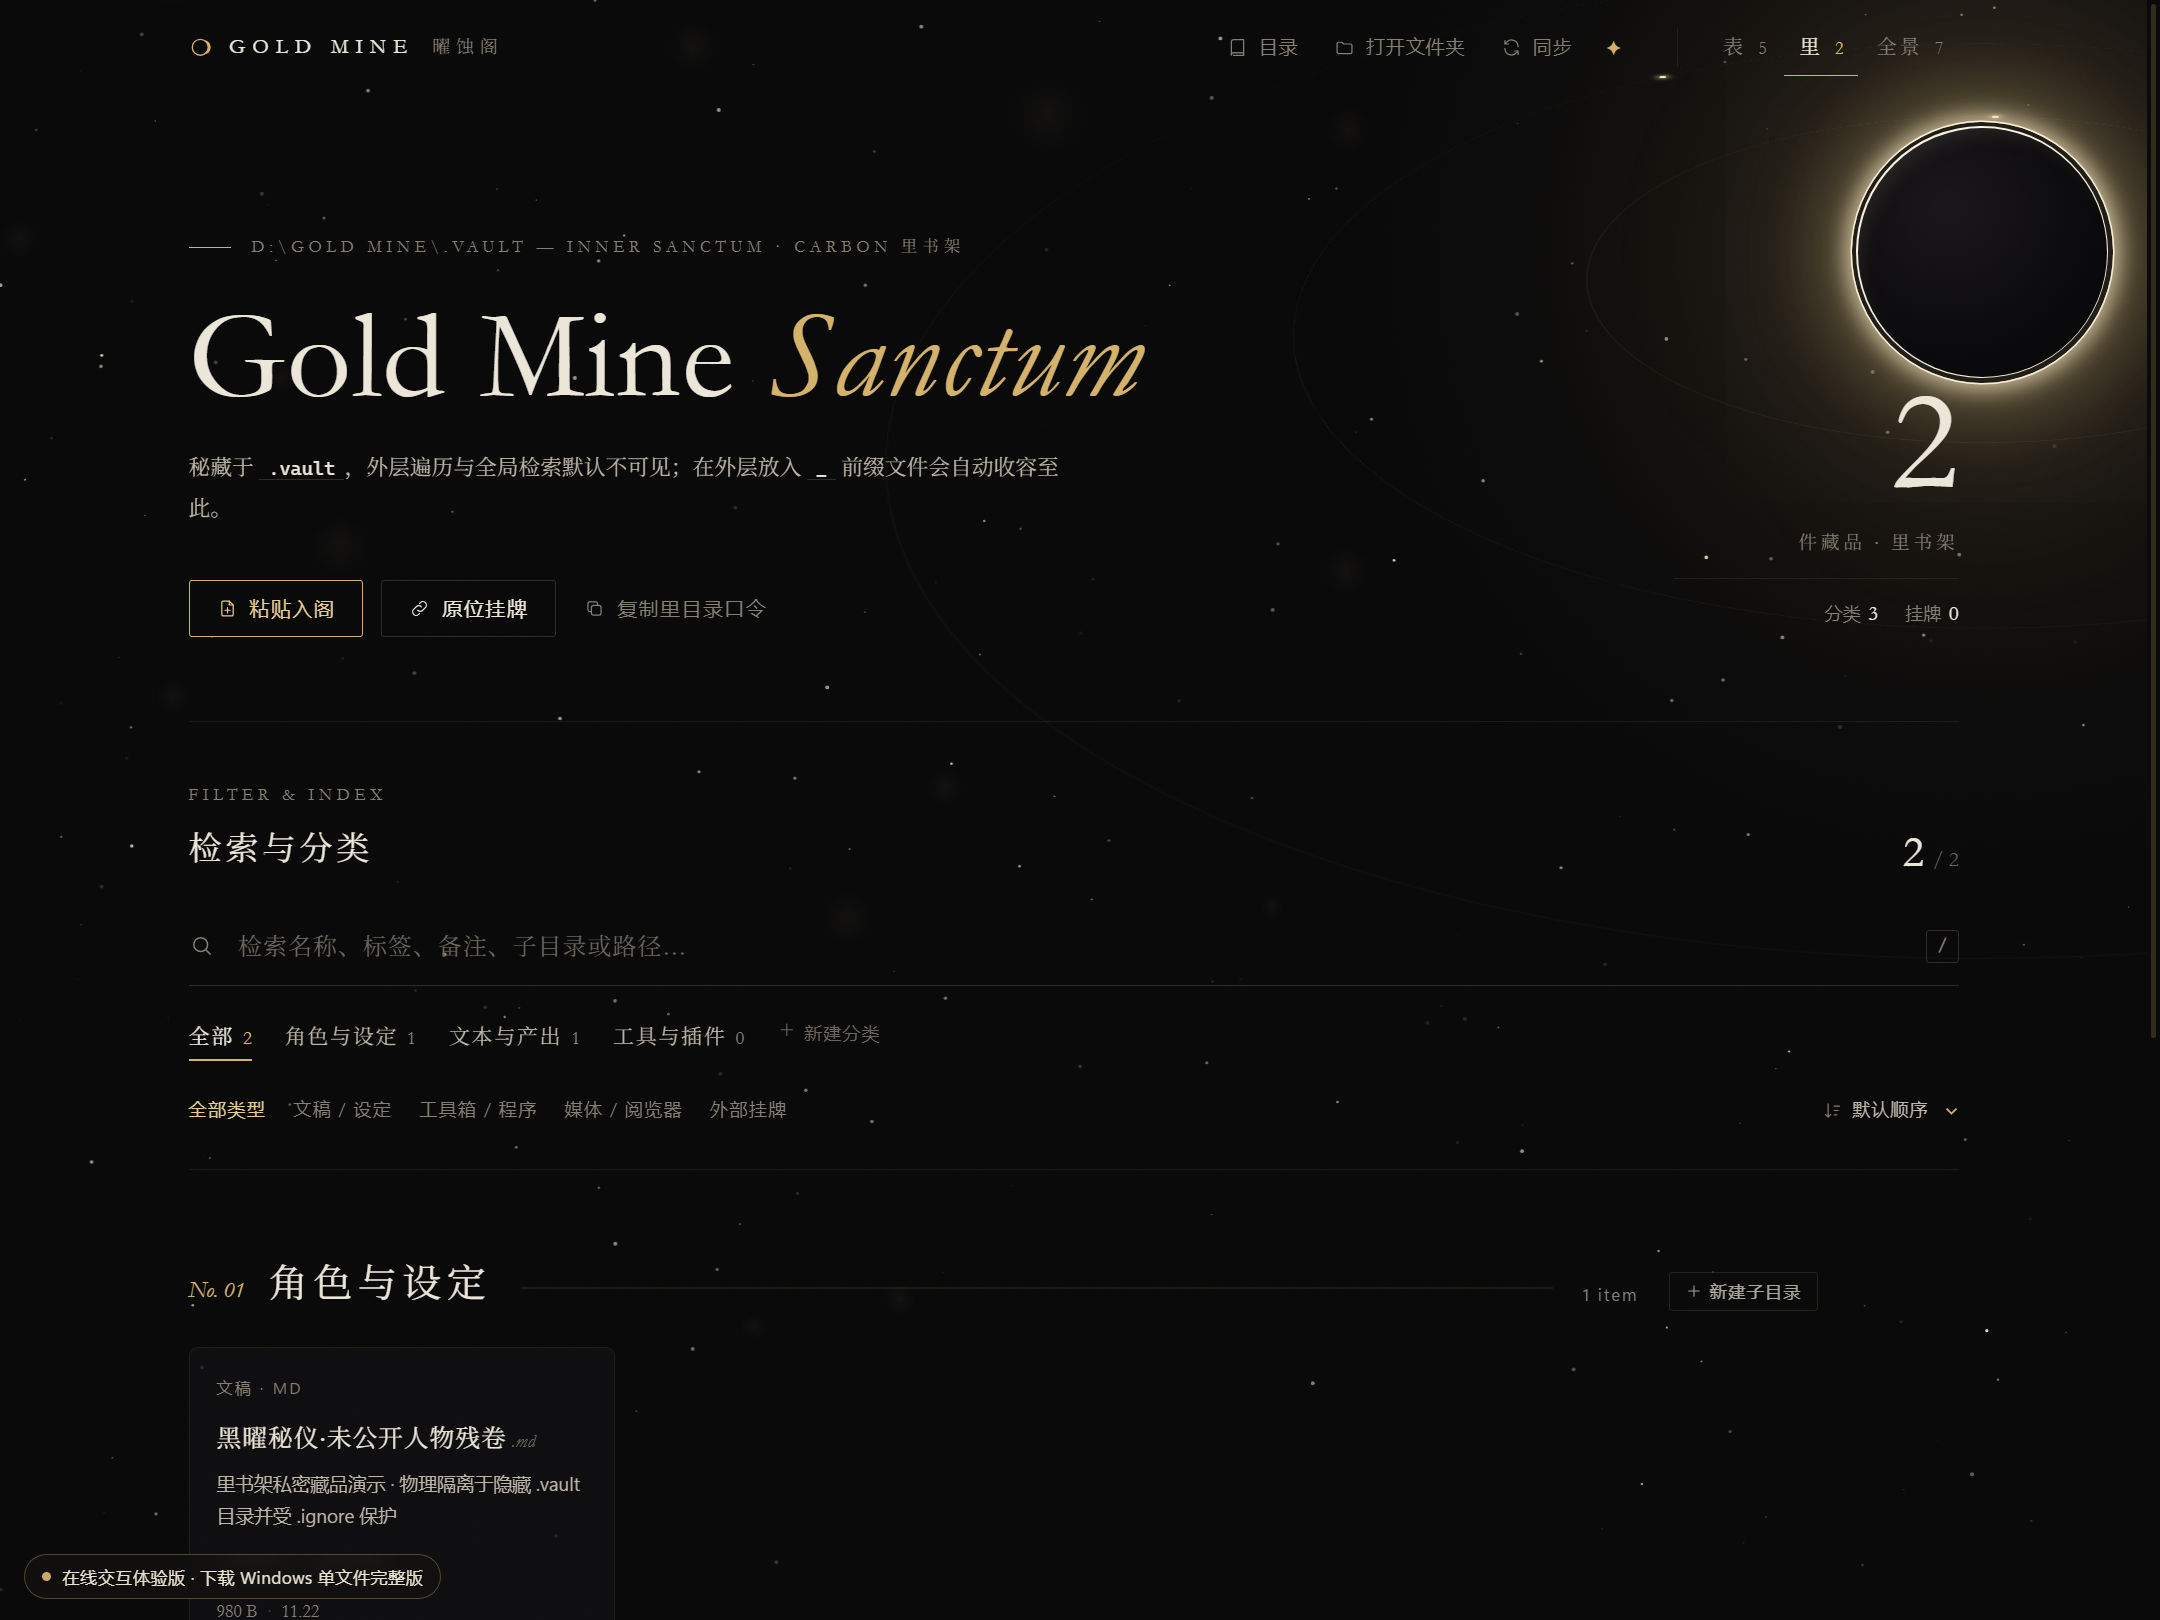 GOLD MINE 曜蚀阁
目录 打开文件夹 同步 表 5 里 2 全景 7
D:\GOLD MINE\.VAULT — INNER SANCTUM · CARBON 里书架
Gold Mine Sanctum
秘藏于 .vault ，外层遍历与全局检索默认不可见；在外层放入 _ 前缀文件会自动收容至
此。
2
件藏品 · 里书架
粘贴入阁 原位挂牌 复制里目录口令
分类 3 挂牌 0
FILTER & INDEX
检索与分类
2 / 2
检索名称、标签、备注、子目录或路径... /
全部 2 角色与设定 1 文本与产出 1 工具与插件 0 + 新建分类
全部类型 文稿 / 设定 工具箱 / 程序 媒体 / 阅览器 外部挂牌 默认顺序
No. 01 角色与设定 1 item + 新建子目录
文稿 · MD
黑曜秘仪·未公开人物残卷 .md
里书架私密藏品演示 · 物理隔离于隐藏 .vault
目录并受 .ignore 保护
在线交互体验版 · 下载 Windows 单文件完整版
980 B · 11.22